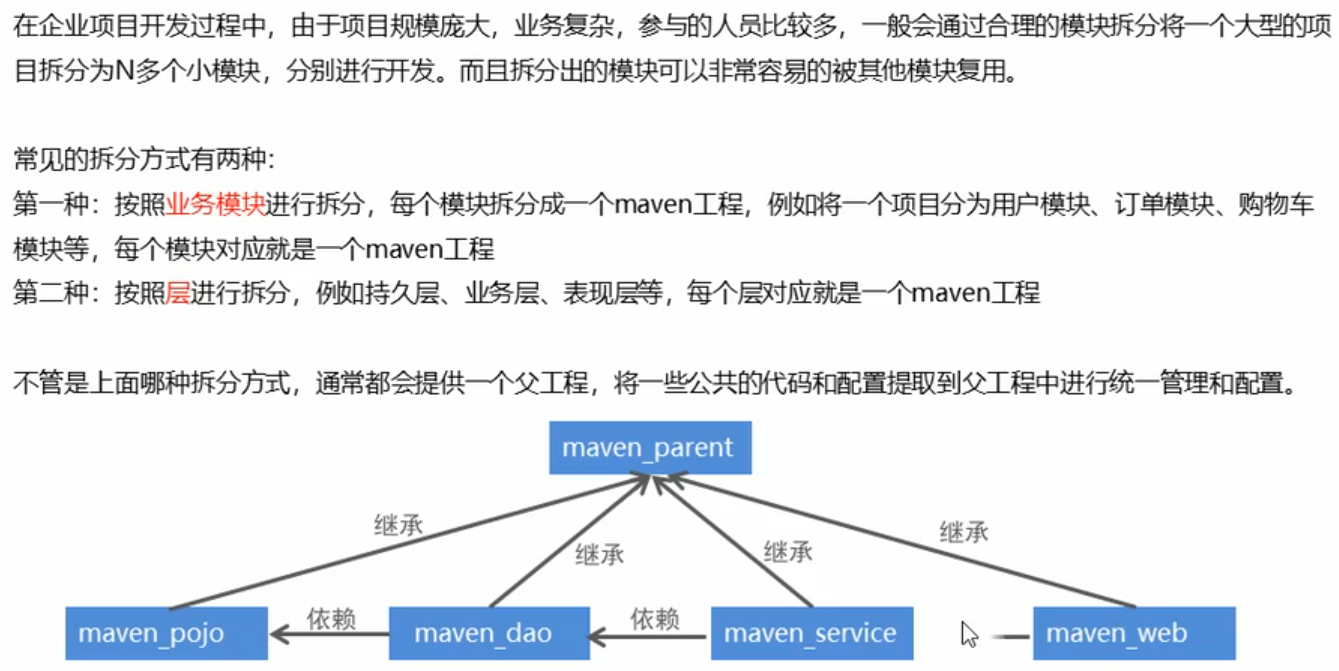 在企业项目开发过程中，由于项目规模庞大，业务复杂，参与的人员比较多，一般会通过合理的模块拆分将一个大型的项
目拆分为N多个小模块，分别进行开发。而且拆分出的模块可以非常容易的被其他模块复用。
常见的拆分方式有两种：
第一种：按照业务模块进行拆分，每个模块拆分成一个maven工程，例如将一个项目分为用户模块、订单模块、购物车
模块等，每个模块对应就是一个maven工程
第二种：按照层进行拆分，例如持久层、业务层、表现层等，每个层对应就是一个maven工程
不管是上面哪种拆分方式，通常都会提供一个父工程，将一些公共的代码和配置提取到父工程中进行统一管理和配置。
maven_parent
继承
继承
继承
继承
maven_pojo
依赖
maven_dao
依赖
maven_service
maven_web